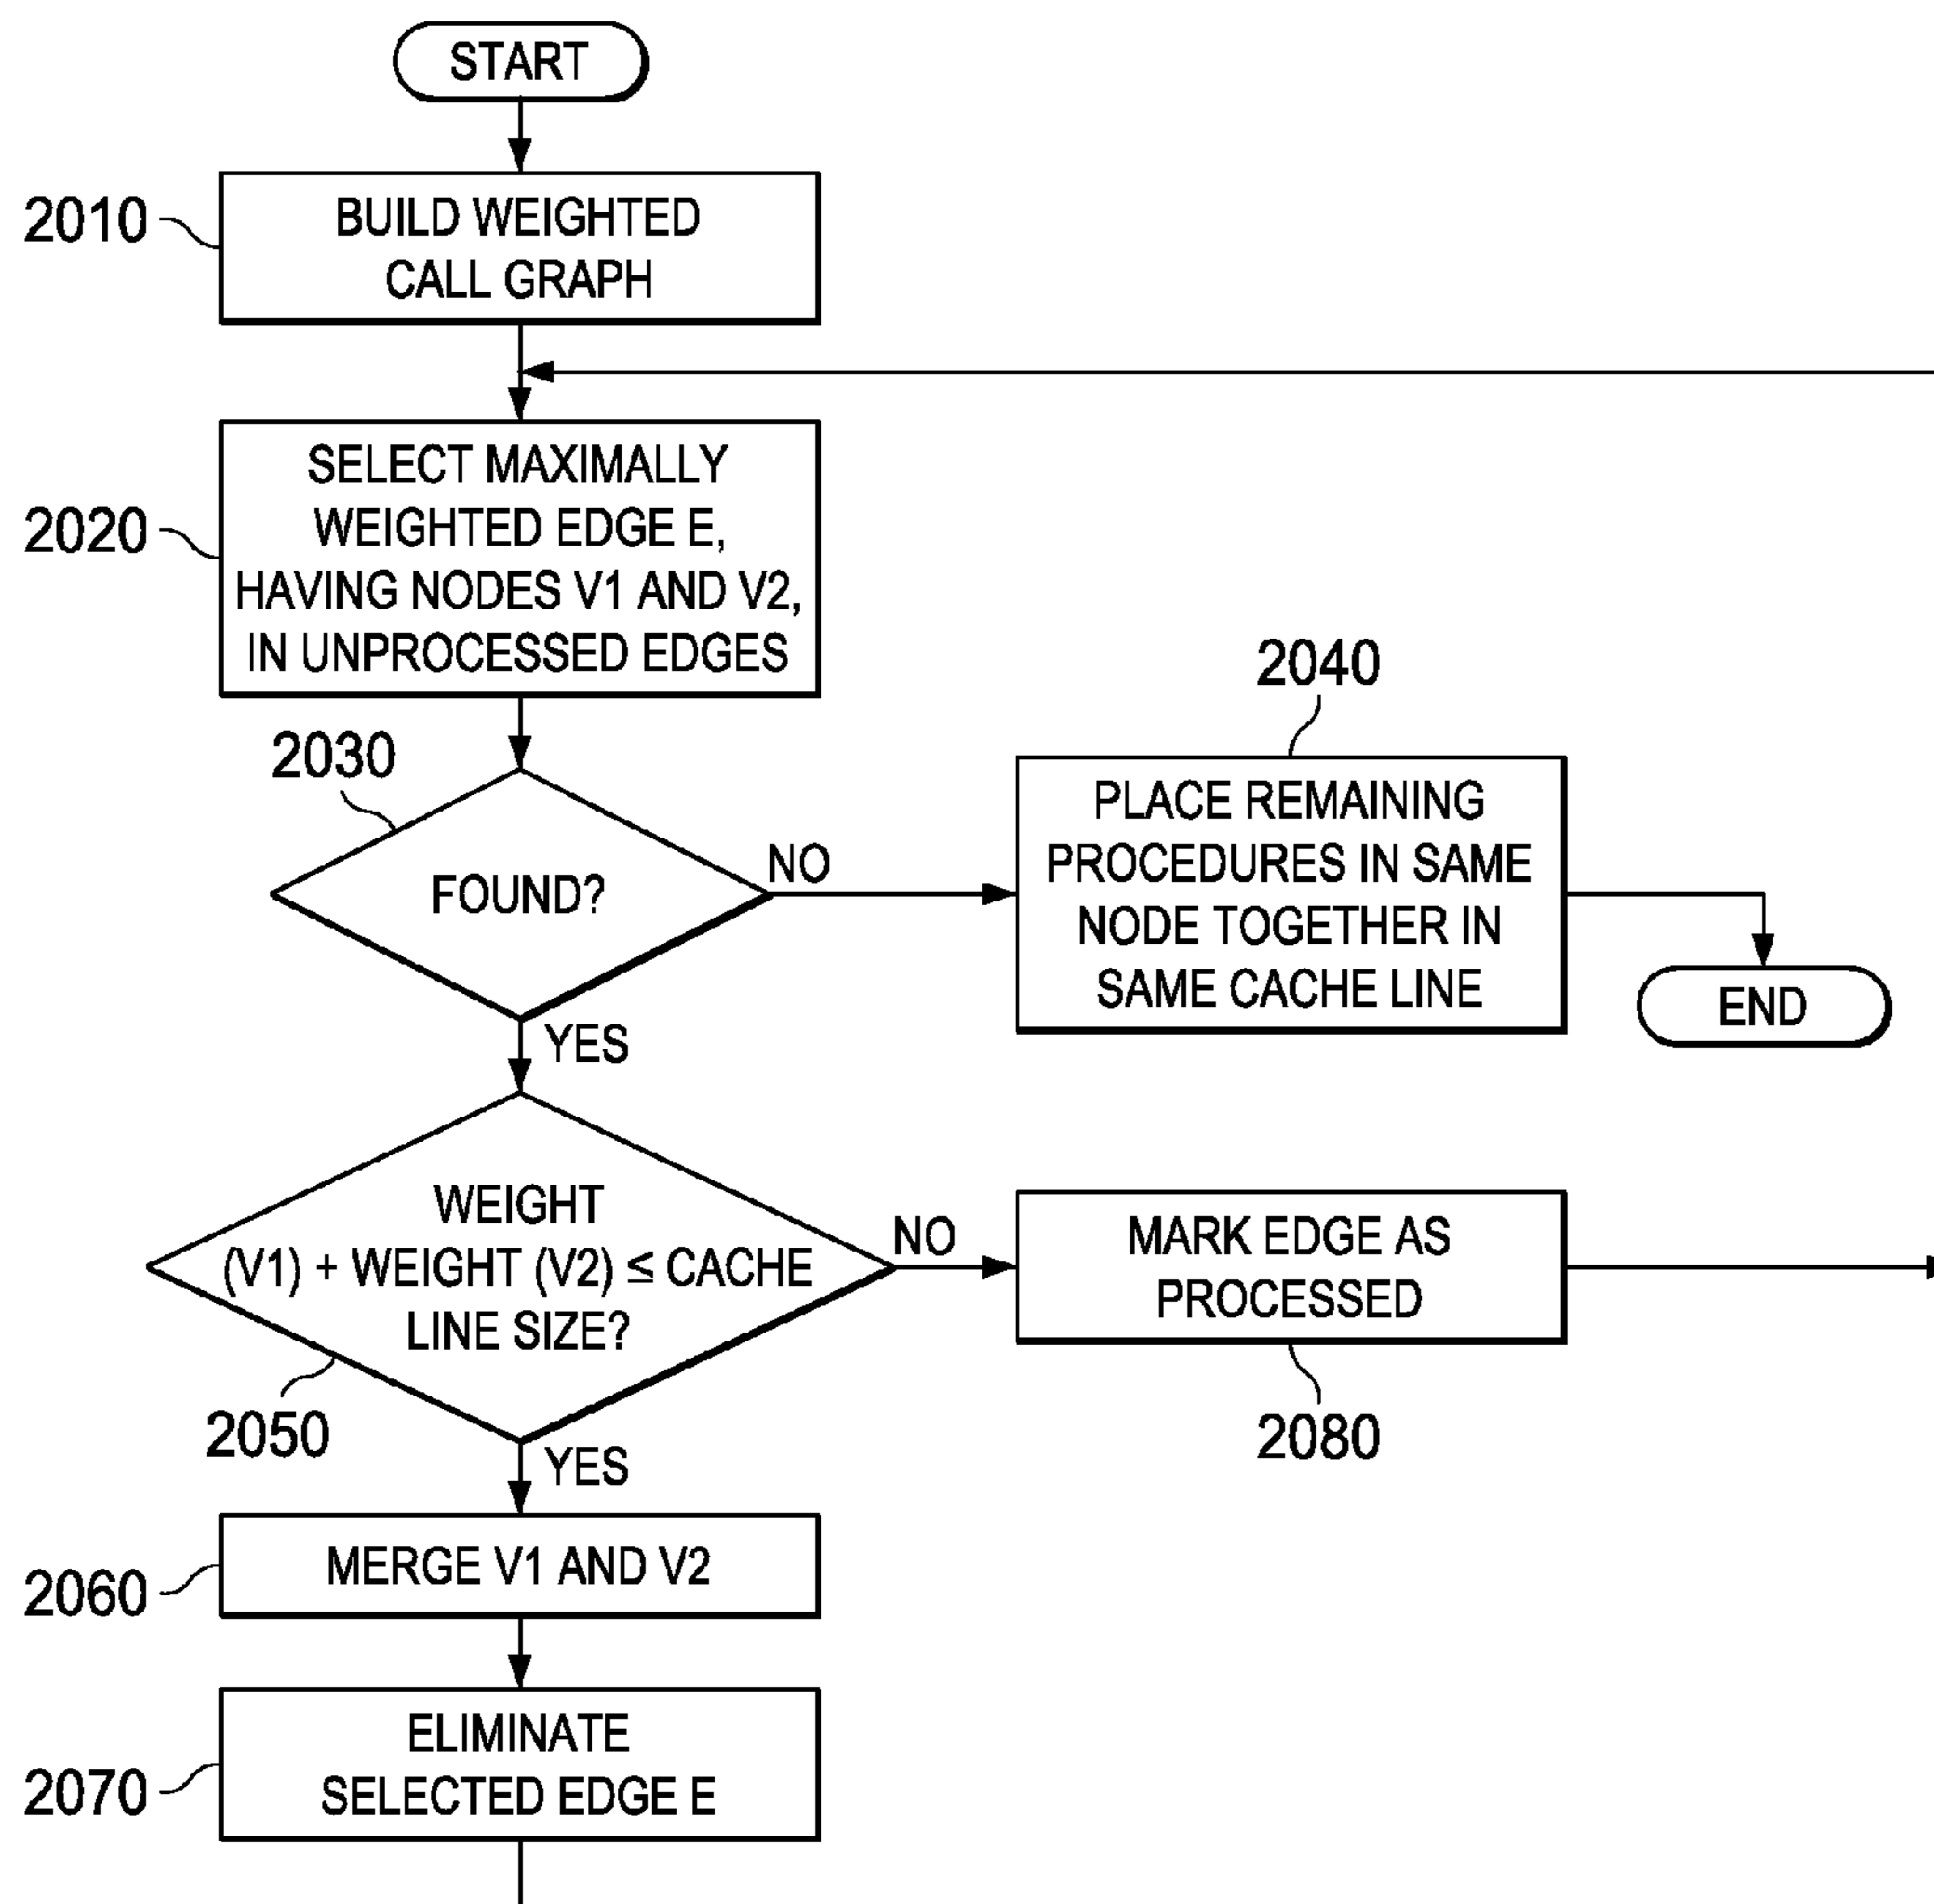 START
2010
BUILD WEIGHTED
CALL GRAPH
2020
SELECT MAXIMALLY
WEIGHTED EDGE E,
HAVING NODES V1 AND V2,
IN UNPROCESSED EDGES
2030
FOUND?
NO
YES
2040
PLACE REMAINING
PROCEDURES IN SAME
NODE TOGETHER IN
SAME CACHE LINE
END
WEIGHT
(V1) + WEIGHT (V2) ≤ CACHE
LINE SIZE?
2050
NO
YES
MARK EDGE AS
PROCESSED
2080
2060
MERGE V1 AND V2
2070
ELIMINATE
SELECTED EDGE E